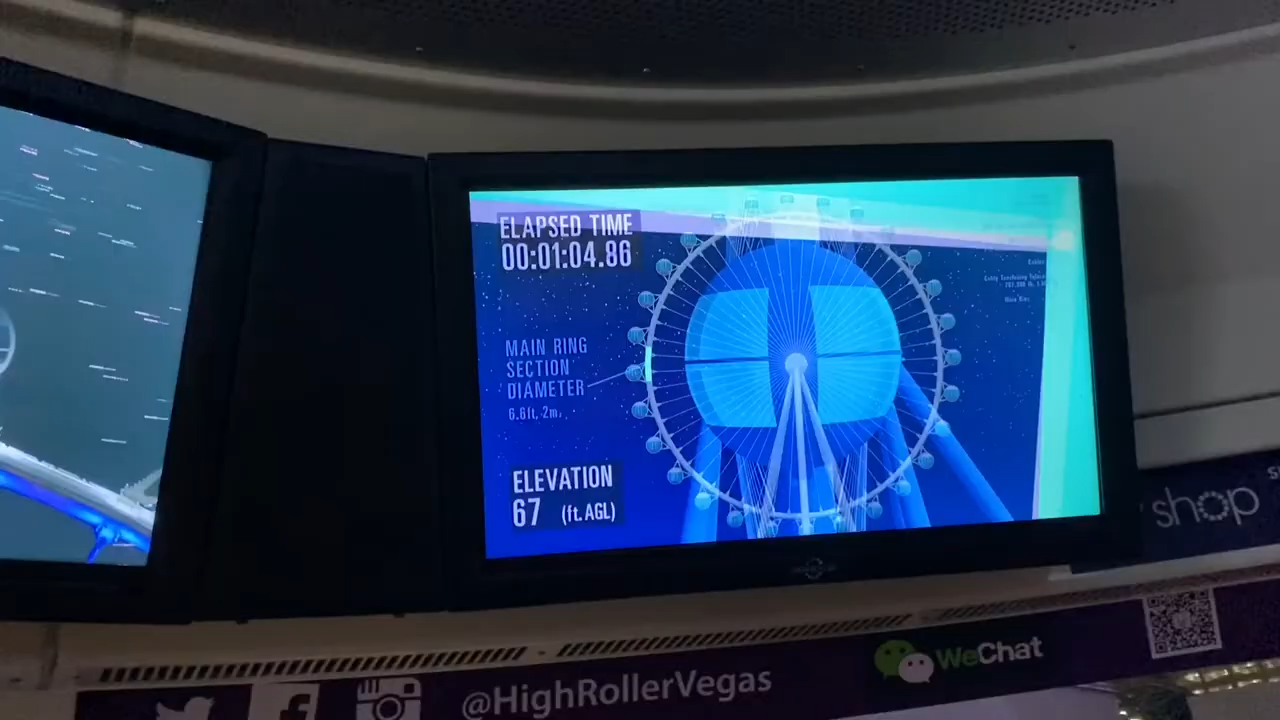 ELAPSED TIME
00:01:04.86
MAIN RING
SECTION
DIAMETER
6.6ft, 2m
ELEVATION
67 (ft. AGL)
shop
@HighRollerVegas
WeChat